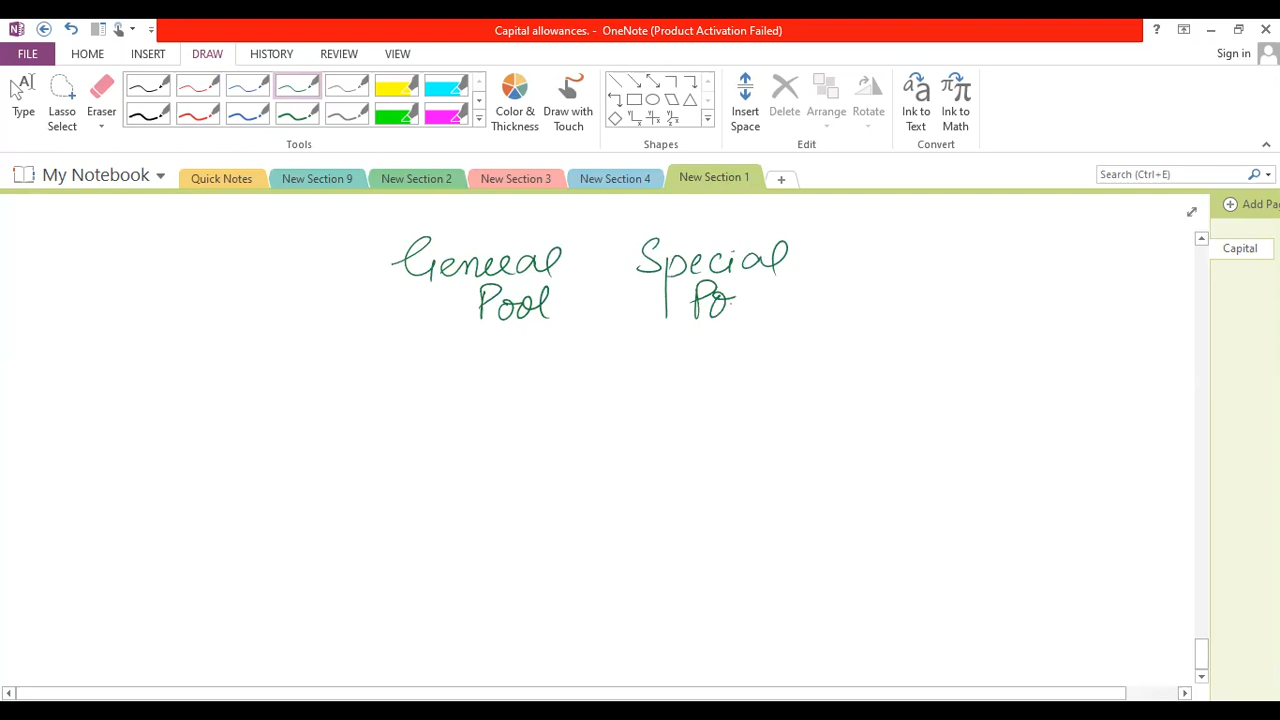 Capital allowances. - OneNote (Product Activation Failed)
FILE HOME INSERT DRAW HISTORY REVIEW VIEW
Sign in
Type
Lasso Select
Eraser
Color & Thickness
Draw with Touch
Insert Space
Delete
Arrange
Rotate
Ink to Text
Ink to Math
Tools
Shapes
Edit
Convert
My Notebook
Quick Notes
New Section 9
New Section 2
New Section 3
New Section 4
New Section 1
Search (Ctrl+E)
Add Pa
Capital
General Special
Pool Po